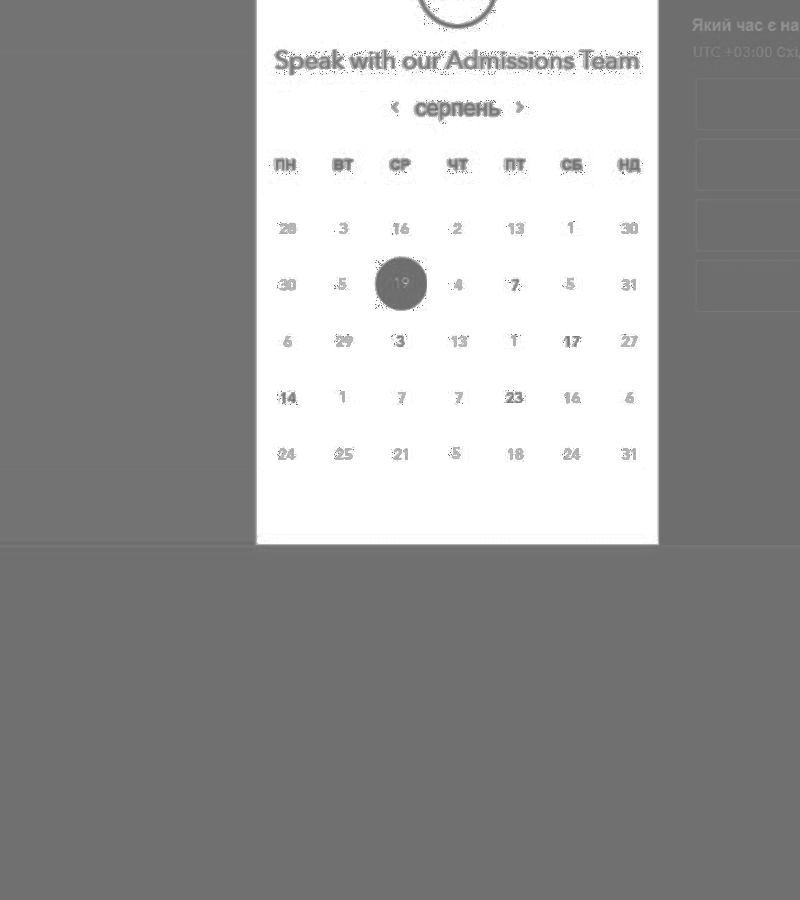 Speak with our Admissions Team
‹ серпень ›
ПН ВТ СР ЧТ ПТ СБ НД
28 3 16 2 13 1 30
30 5 19 4 7 5 31
6 29 3 13 1 17 27
14 1 7 7 23 16 6
24 25 21 5 18 24 31
Який час є на
UTC +03:00 Схі